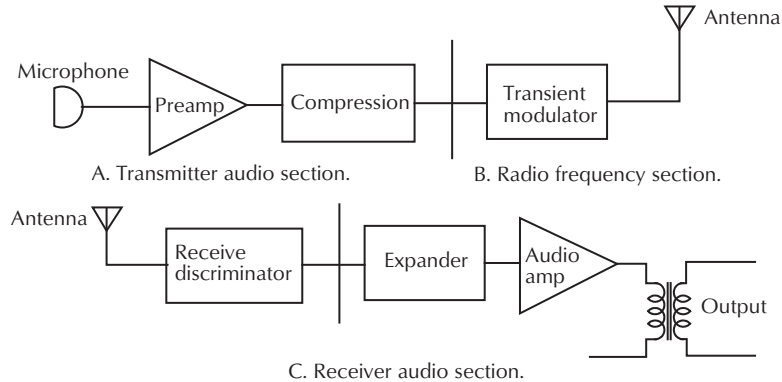 Antenna
Microphone
Preamp
Compression
Transient
modulator
A. Transmitter audio section.
B. Radio frequency section.
Antenna
Receive
discriminator
Expander
Audio
amp
Output
C. Receiver audio section.